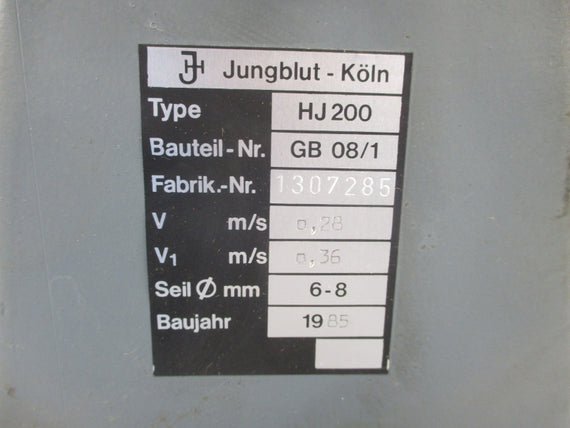 JH Jungblut - Köln
Type HJ 200
Bauteil-Nr. GB 08/1
Fabrik.-Nr. 1307285
V m/s 0,28
V₁ m/s 0,36
Seil Ø mm 6-8
Baujahr 1985